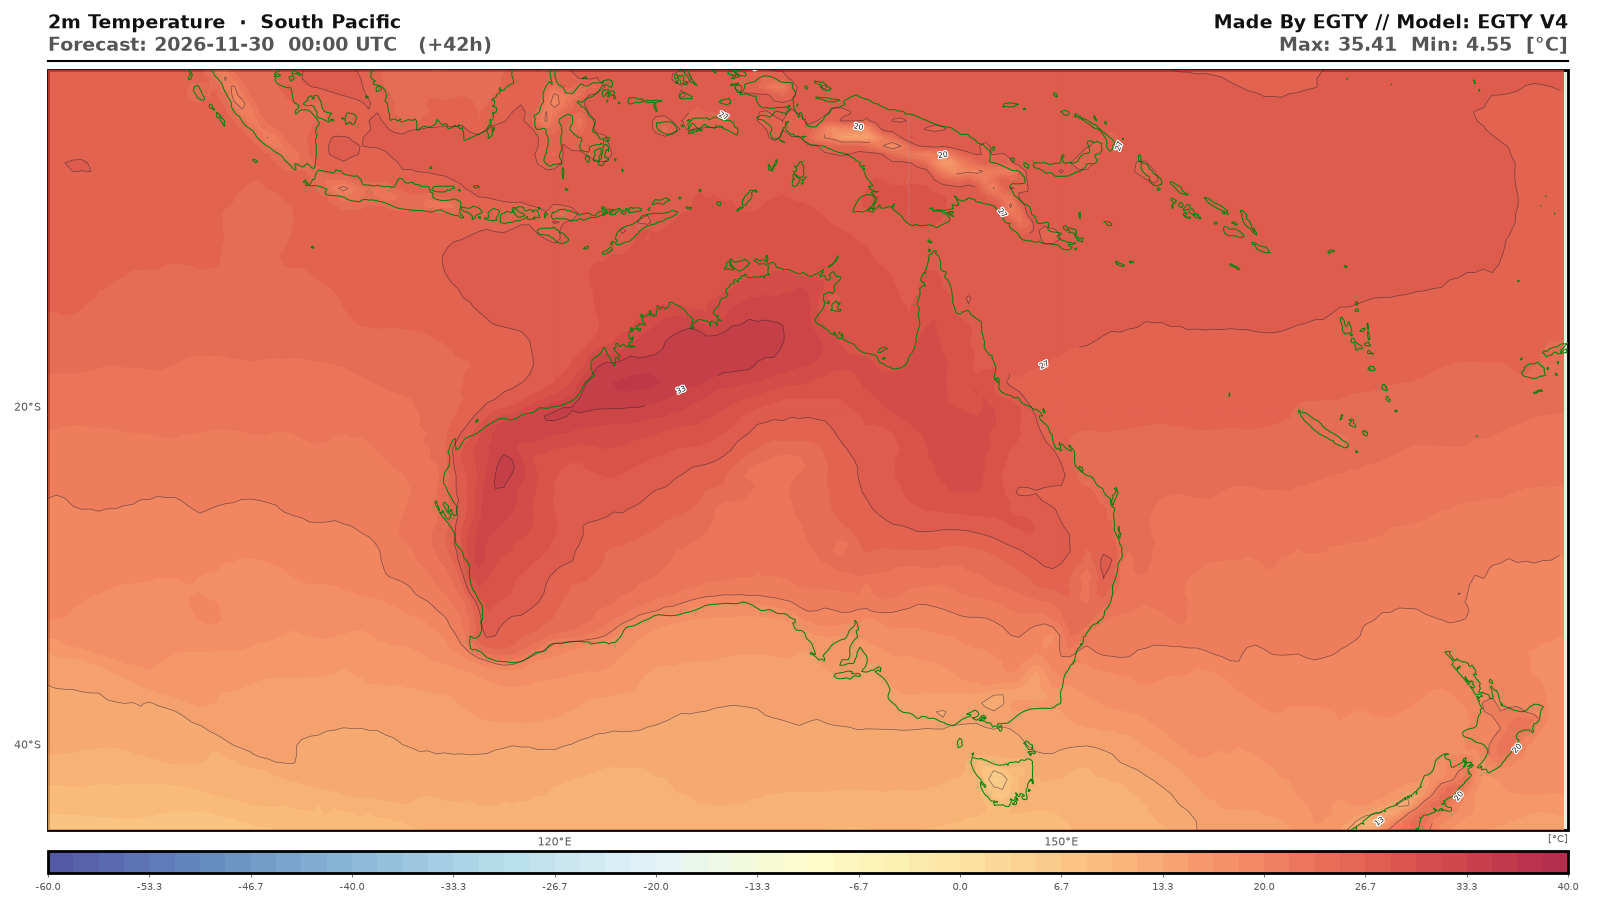 2m Temperature · South Pacific
Made By EGTY // Model: EGTY V4
Forecast: 2026-11-30 00:00 UTC (+42h)
Max: 35.41 Min: 4.55 [°C]
27
20
20
27
27
27
33
20°S
40°S
20
20
13
120°E
150°E
[°C]
-60.0 -53.3 -46.7 -40.0 -33.3 -26.7 -20.0 -13.3 -6.7 0.0 6.7 13.3 20.0 26.7 33.3 40.0